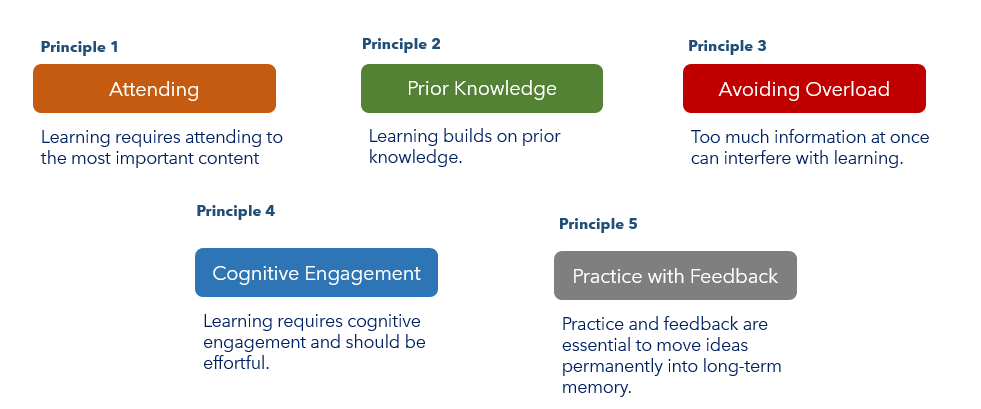 Principle 1
Attending
Learning requires attending to
the most important content
Principle 2
Prior Knowledge
Learning builds on prior
knowledge.
Principle 3
Avoiding Overload
Too much information at once
can interfere with learning.
Principle 4
Cognitive Engagement
Learning requires cognitive
engagement and should be
effortful.
Principle 5
Practice with Feedback
Practice and feedback are
essential to move ideas
permanently into long-term
memory.